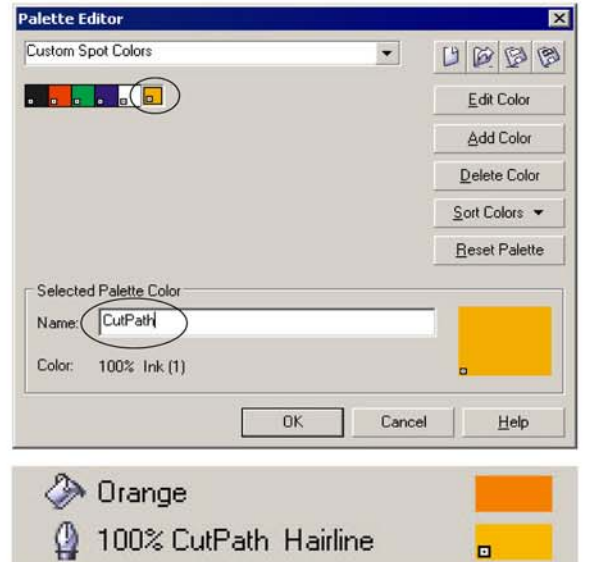 Palette Editor
Custom Spot Colors
Edit Color
Add Color
Delete Color
Sort Colors
Reset Palette
Selected Palette Color
Name: CutPath
Color: 100% Ink (1)
OK Cancel Help
Orange
100% CutPath Hairline